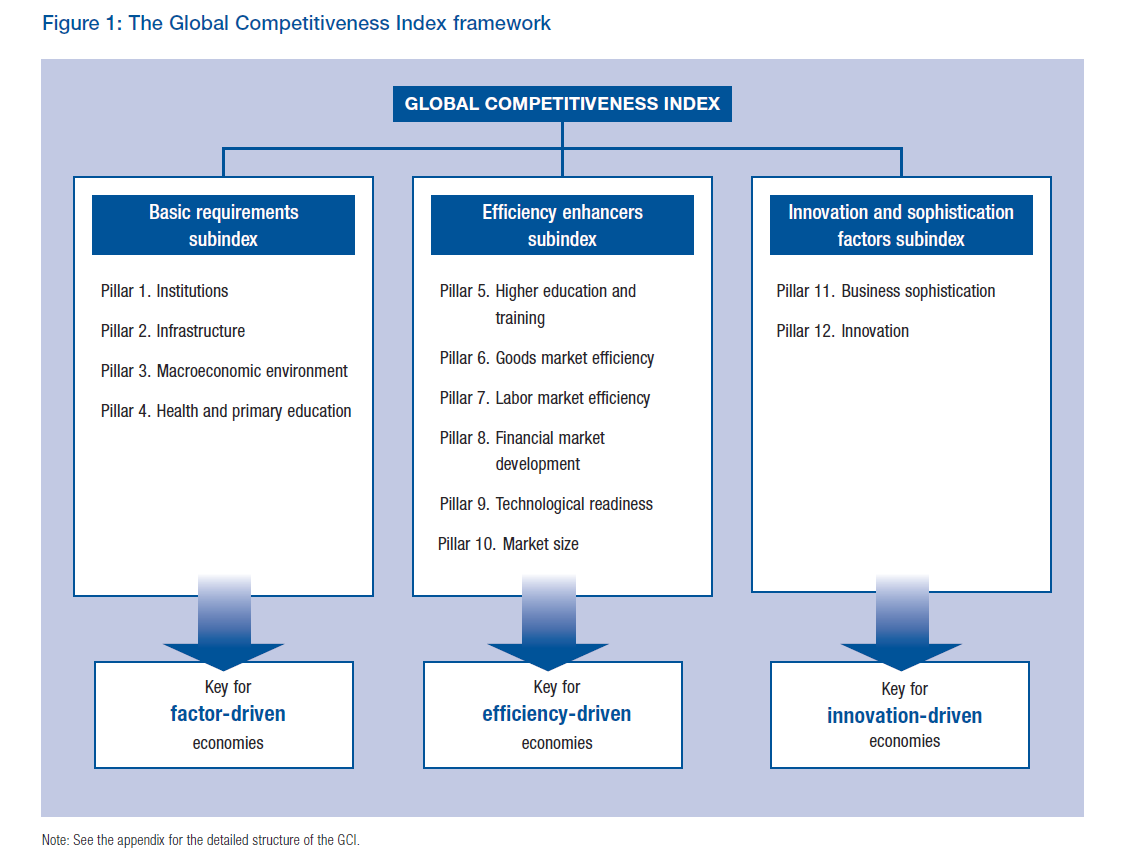 Figure 1: The Global Competitiveness Index framework
GLOBAL COMPETITIVENESS INDEX
Basic requirements
subindex
Pillar 1. Institutions
Pillar 2. Infrastructure
Pillar 3. Macroeconomic environment
Pillar 4. Health and primary education
Key for
factor-driven
economies
Efficiency enhancers
subindex
Pillar 5. Higher education and
training
Pillar 6. Goods market efficiency
Pillar 7. Labor market efficiency
Pillar 8. Financial market
development
Pillar 9. Technological readiness
Pillar 10. Market size
Key for
efficiency-driven
economies
Innovation and sophistication
factors subindex
Pillar 11. Business sophistication
Pillar 12. Innovation
Key for
innovation-driven
economies
Note: See the appendix for the detailed structure of the GCI.